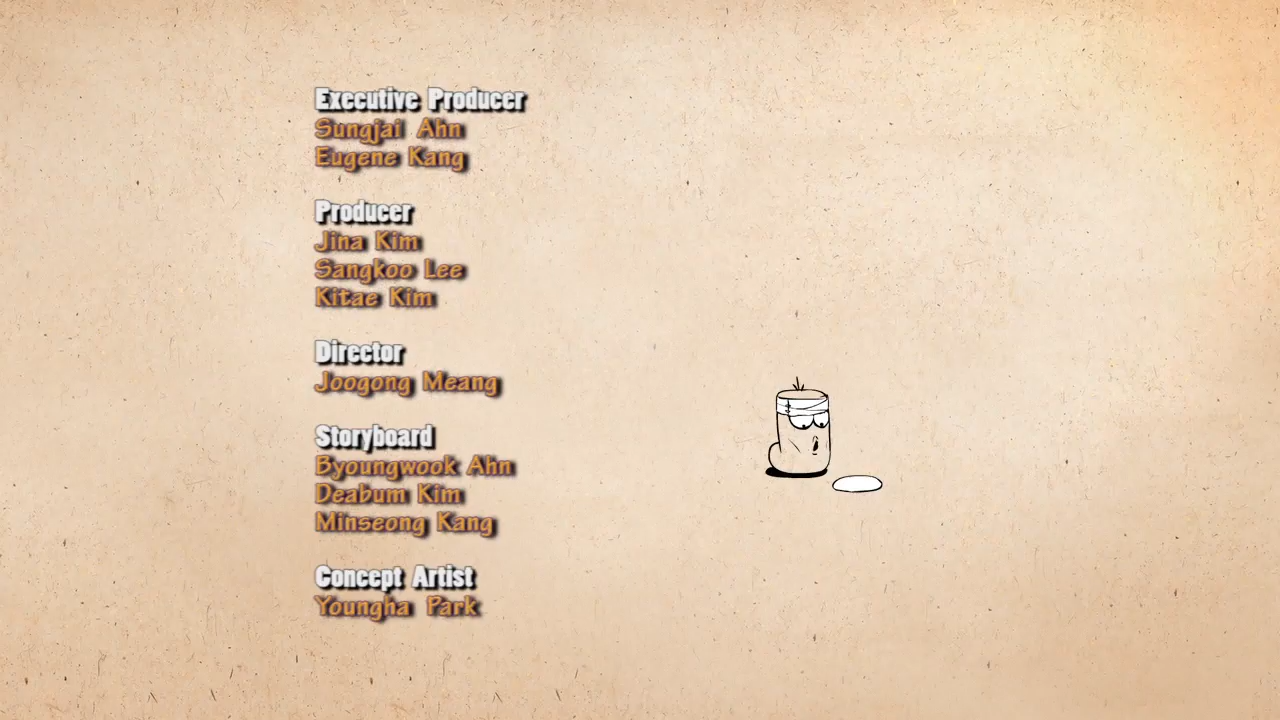 Executive Producer
Sungjai Ahn
Eugene Kang
Producer
Jina Kim
Sangkoo Lee
Kitae Kim
Director
Joogong Meang
Storyboard
Byoungwook Ahn
Deabum Kim
Minseong Kang
Concept Artist
Youngha Park